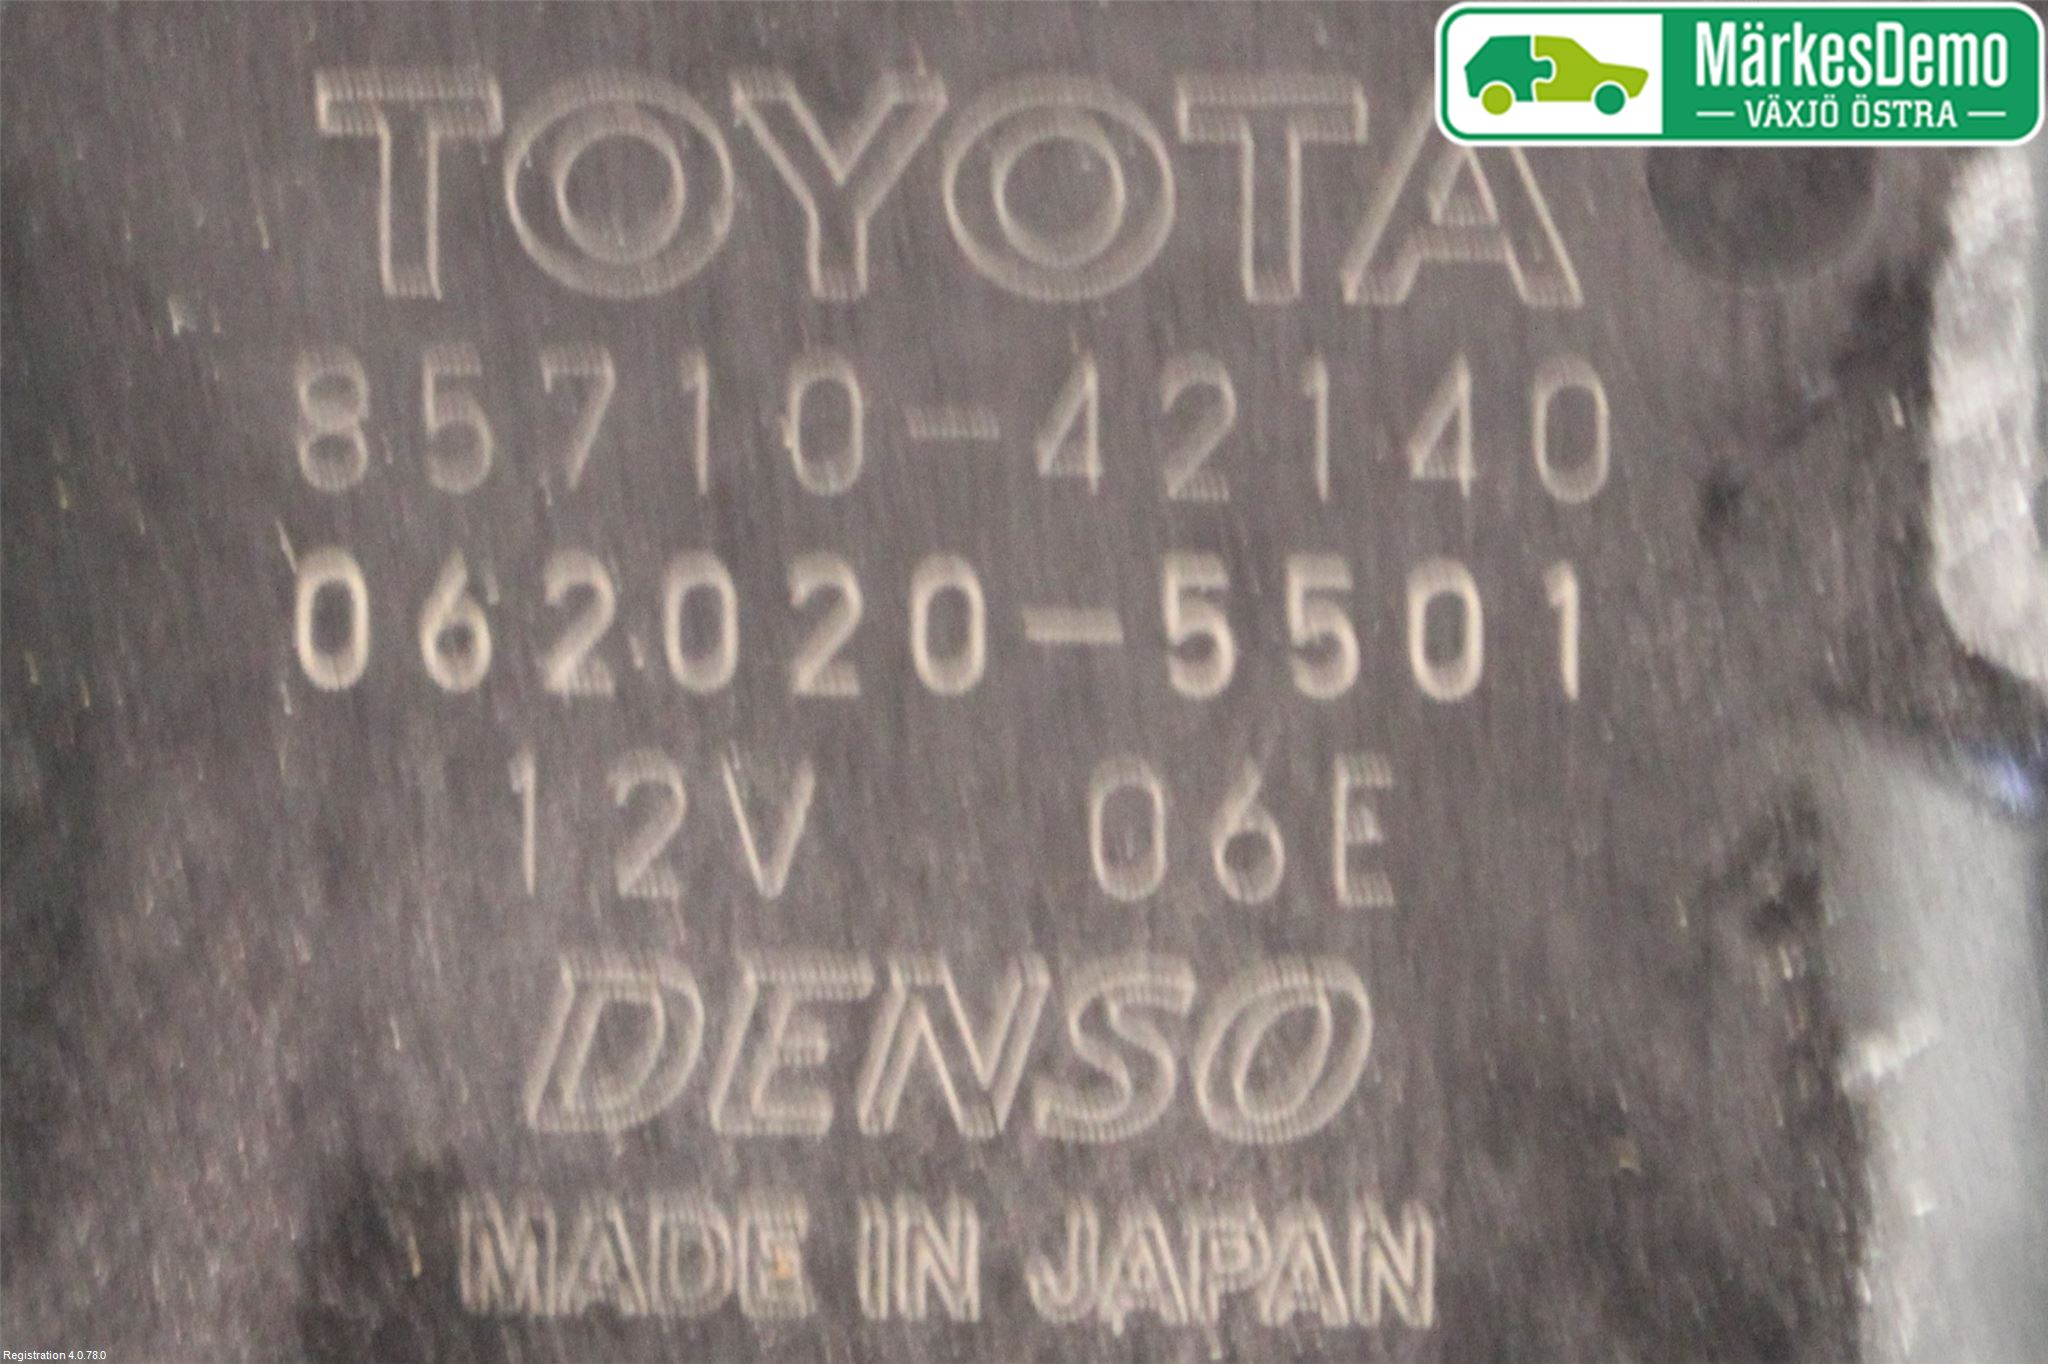 MärkesDemo
VÄXJÖ ÖSTRA
TOYOTA
85710-42140
062020-5501
12V 06E
DENSO
MADE IN JAPAN
Registration 4.0.78.0